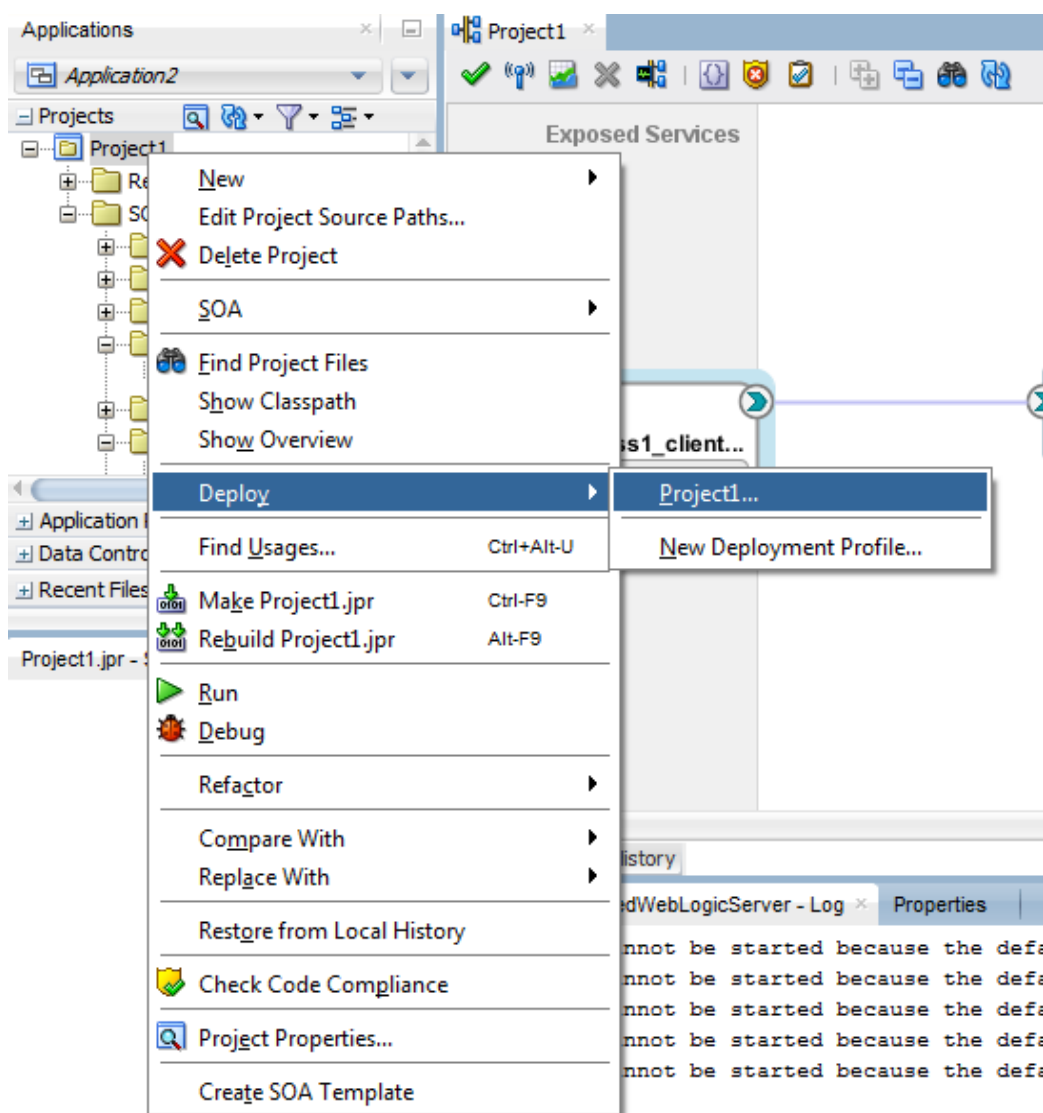 Applications
Project1
Application2
Projects
Project1
Exposed Services
Re
SO
New
Edit Project Source Paths...
Delete Project
SOA
Find Project Files
Show Classpath
Show Overview
ss1_client...
Deploy
Project1...
Application
Data Contro
Find Usages... Ctrl+Alt-U
New Deployment Profile...
Recent Files
Make Project1.jpr Ctrl-F9
Rebuild Project1.jpr Alt-F9
Project1.jpr -
Run
Debug
Refactor
Compare With
History
Replace With
edWebLogicServer - Log
Properties
Restore from Local History
nnot be started because the defa
Check Code Compliance
nnot be started because the defa
nnot be started because the defa
Project Properties...
nnot be started because the defa
nnot be started because the defa
Create SOA Template